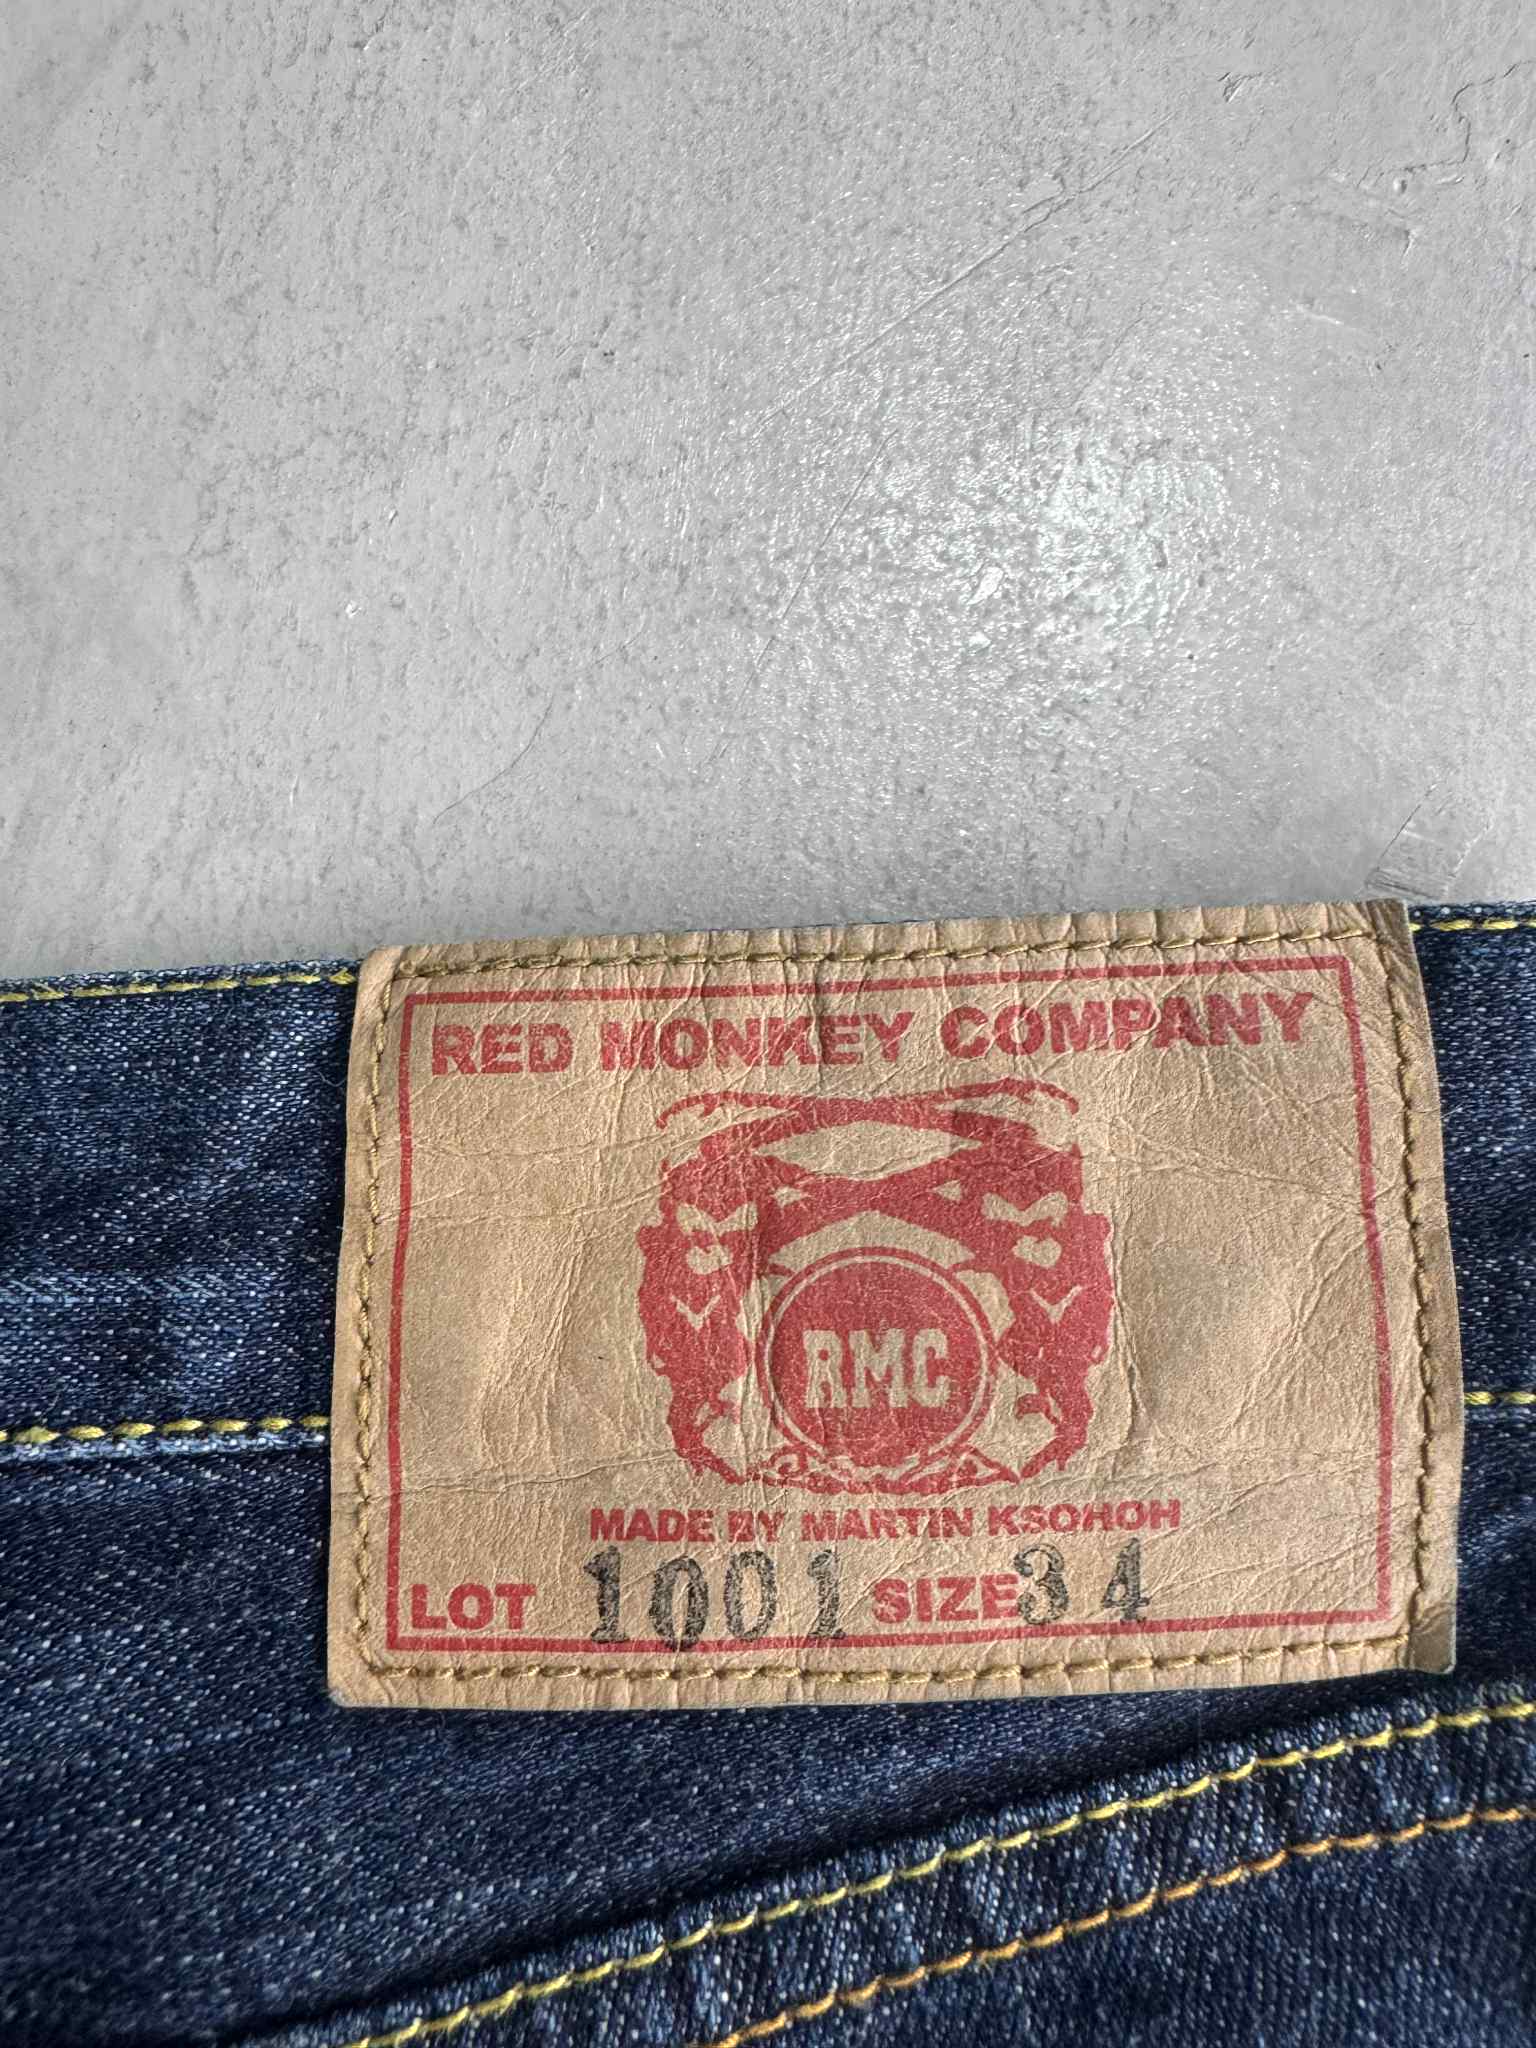 RED MONKEY COMPANY
RMC
MADE BY MARTIN KSOHOH
LOT 1001 SIZE 34